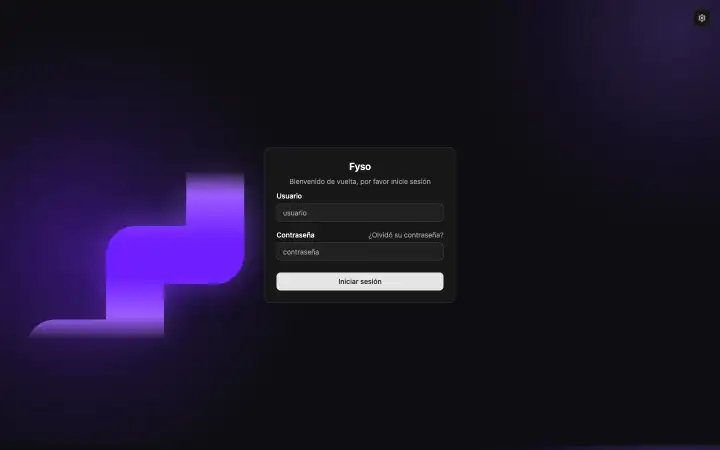 Fyso
Bienvenido de vuelta, por favor inicie sesión
Usuario
usuario
Contraseña ¿Olvidó su contraseña?
contraseña
Iniciar sesión